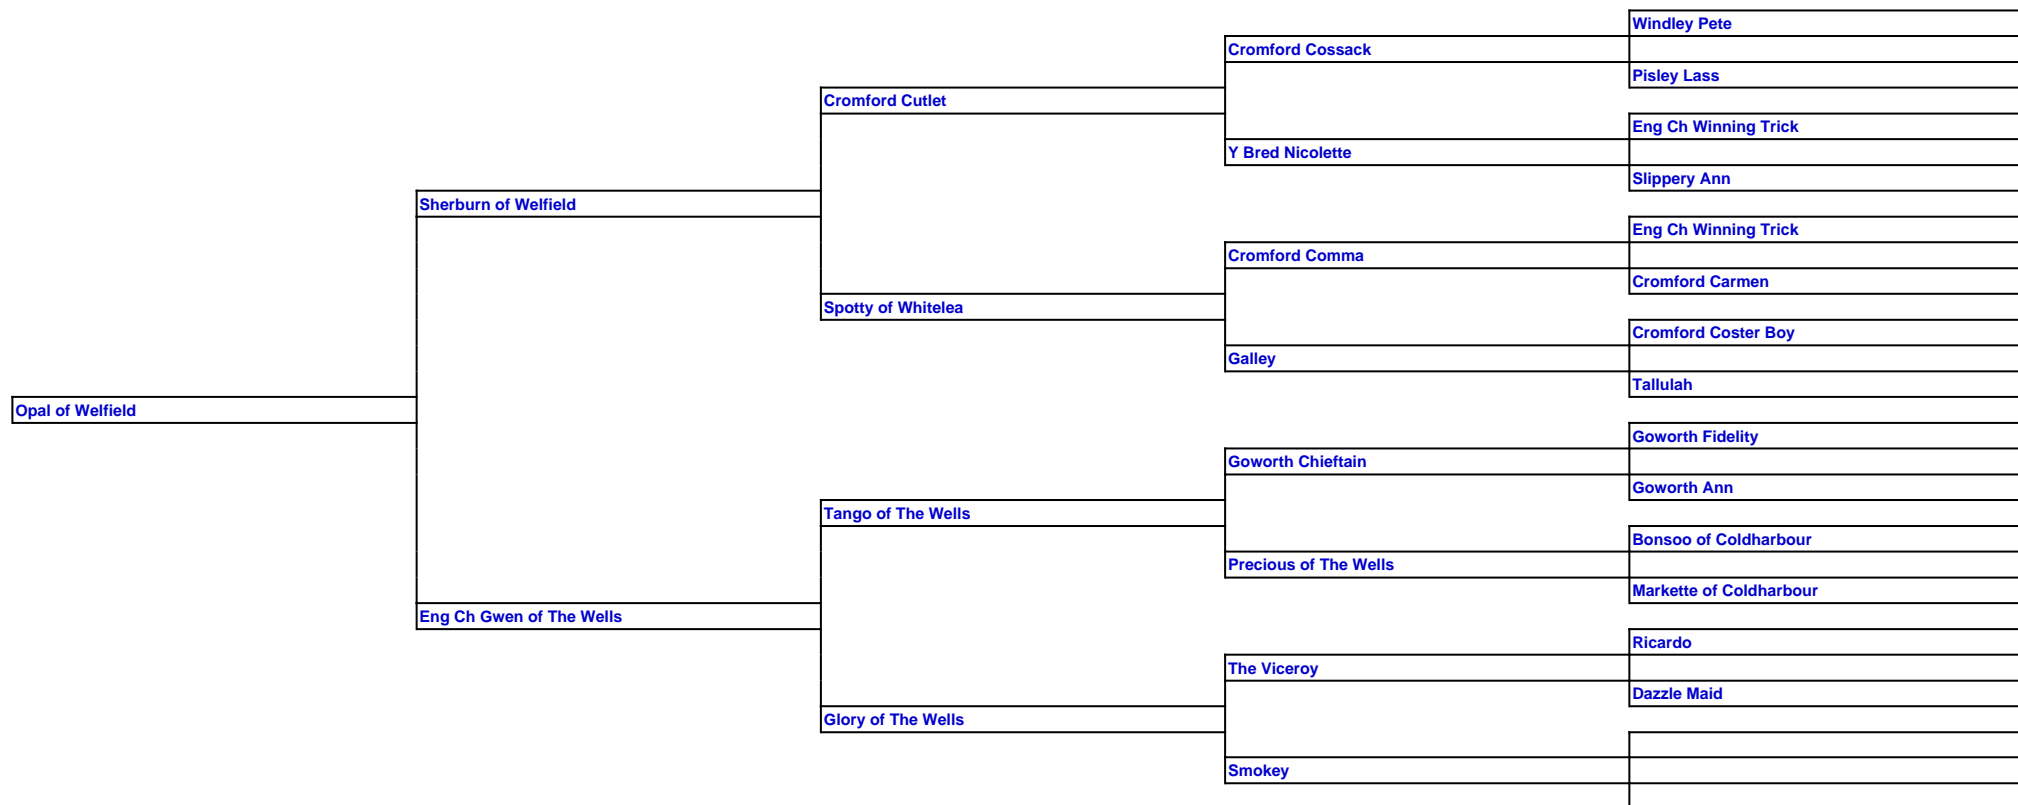 Windley Pete
Cromford Cossack
Pisley Lass
Cromford Cutlet
Eng Ch Winning Trick
Y Bred Nicolette
Slippery Ann
Sherburn of Welfield
Eng Ch Winning Trick
Cromford Comma
Cromford Carmen
Spotty of Whitelea
Cromford Coster Boy
Galley
Tallulah
Opal of Welfield
Goworth Fidelity
Goworth Chieftain
Goworth Ann
Tango of The Wells
Bonsoo of Coldharbour
Precious of The Wells
Markette of Coldharbour
Eng Ch Gwen of The Wells
Ricardo
The Viceroy
Dazzle Maid
Glory of The Wells
Smokey